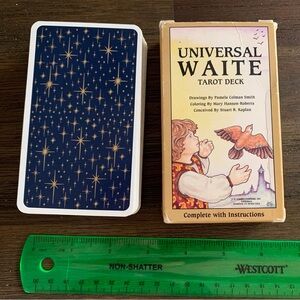 UNIVERSAL
WAITE
TAROT DECK
Drawings By Pamela Colman Smith
Coloring By Mary Hanson-Roberts
Conceived By Stuart R. Kaplan
Complete with Instructions
NON-SHATTER
WESTCOTT